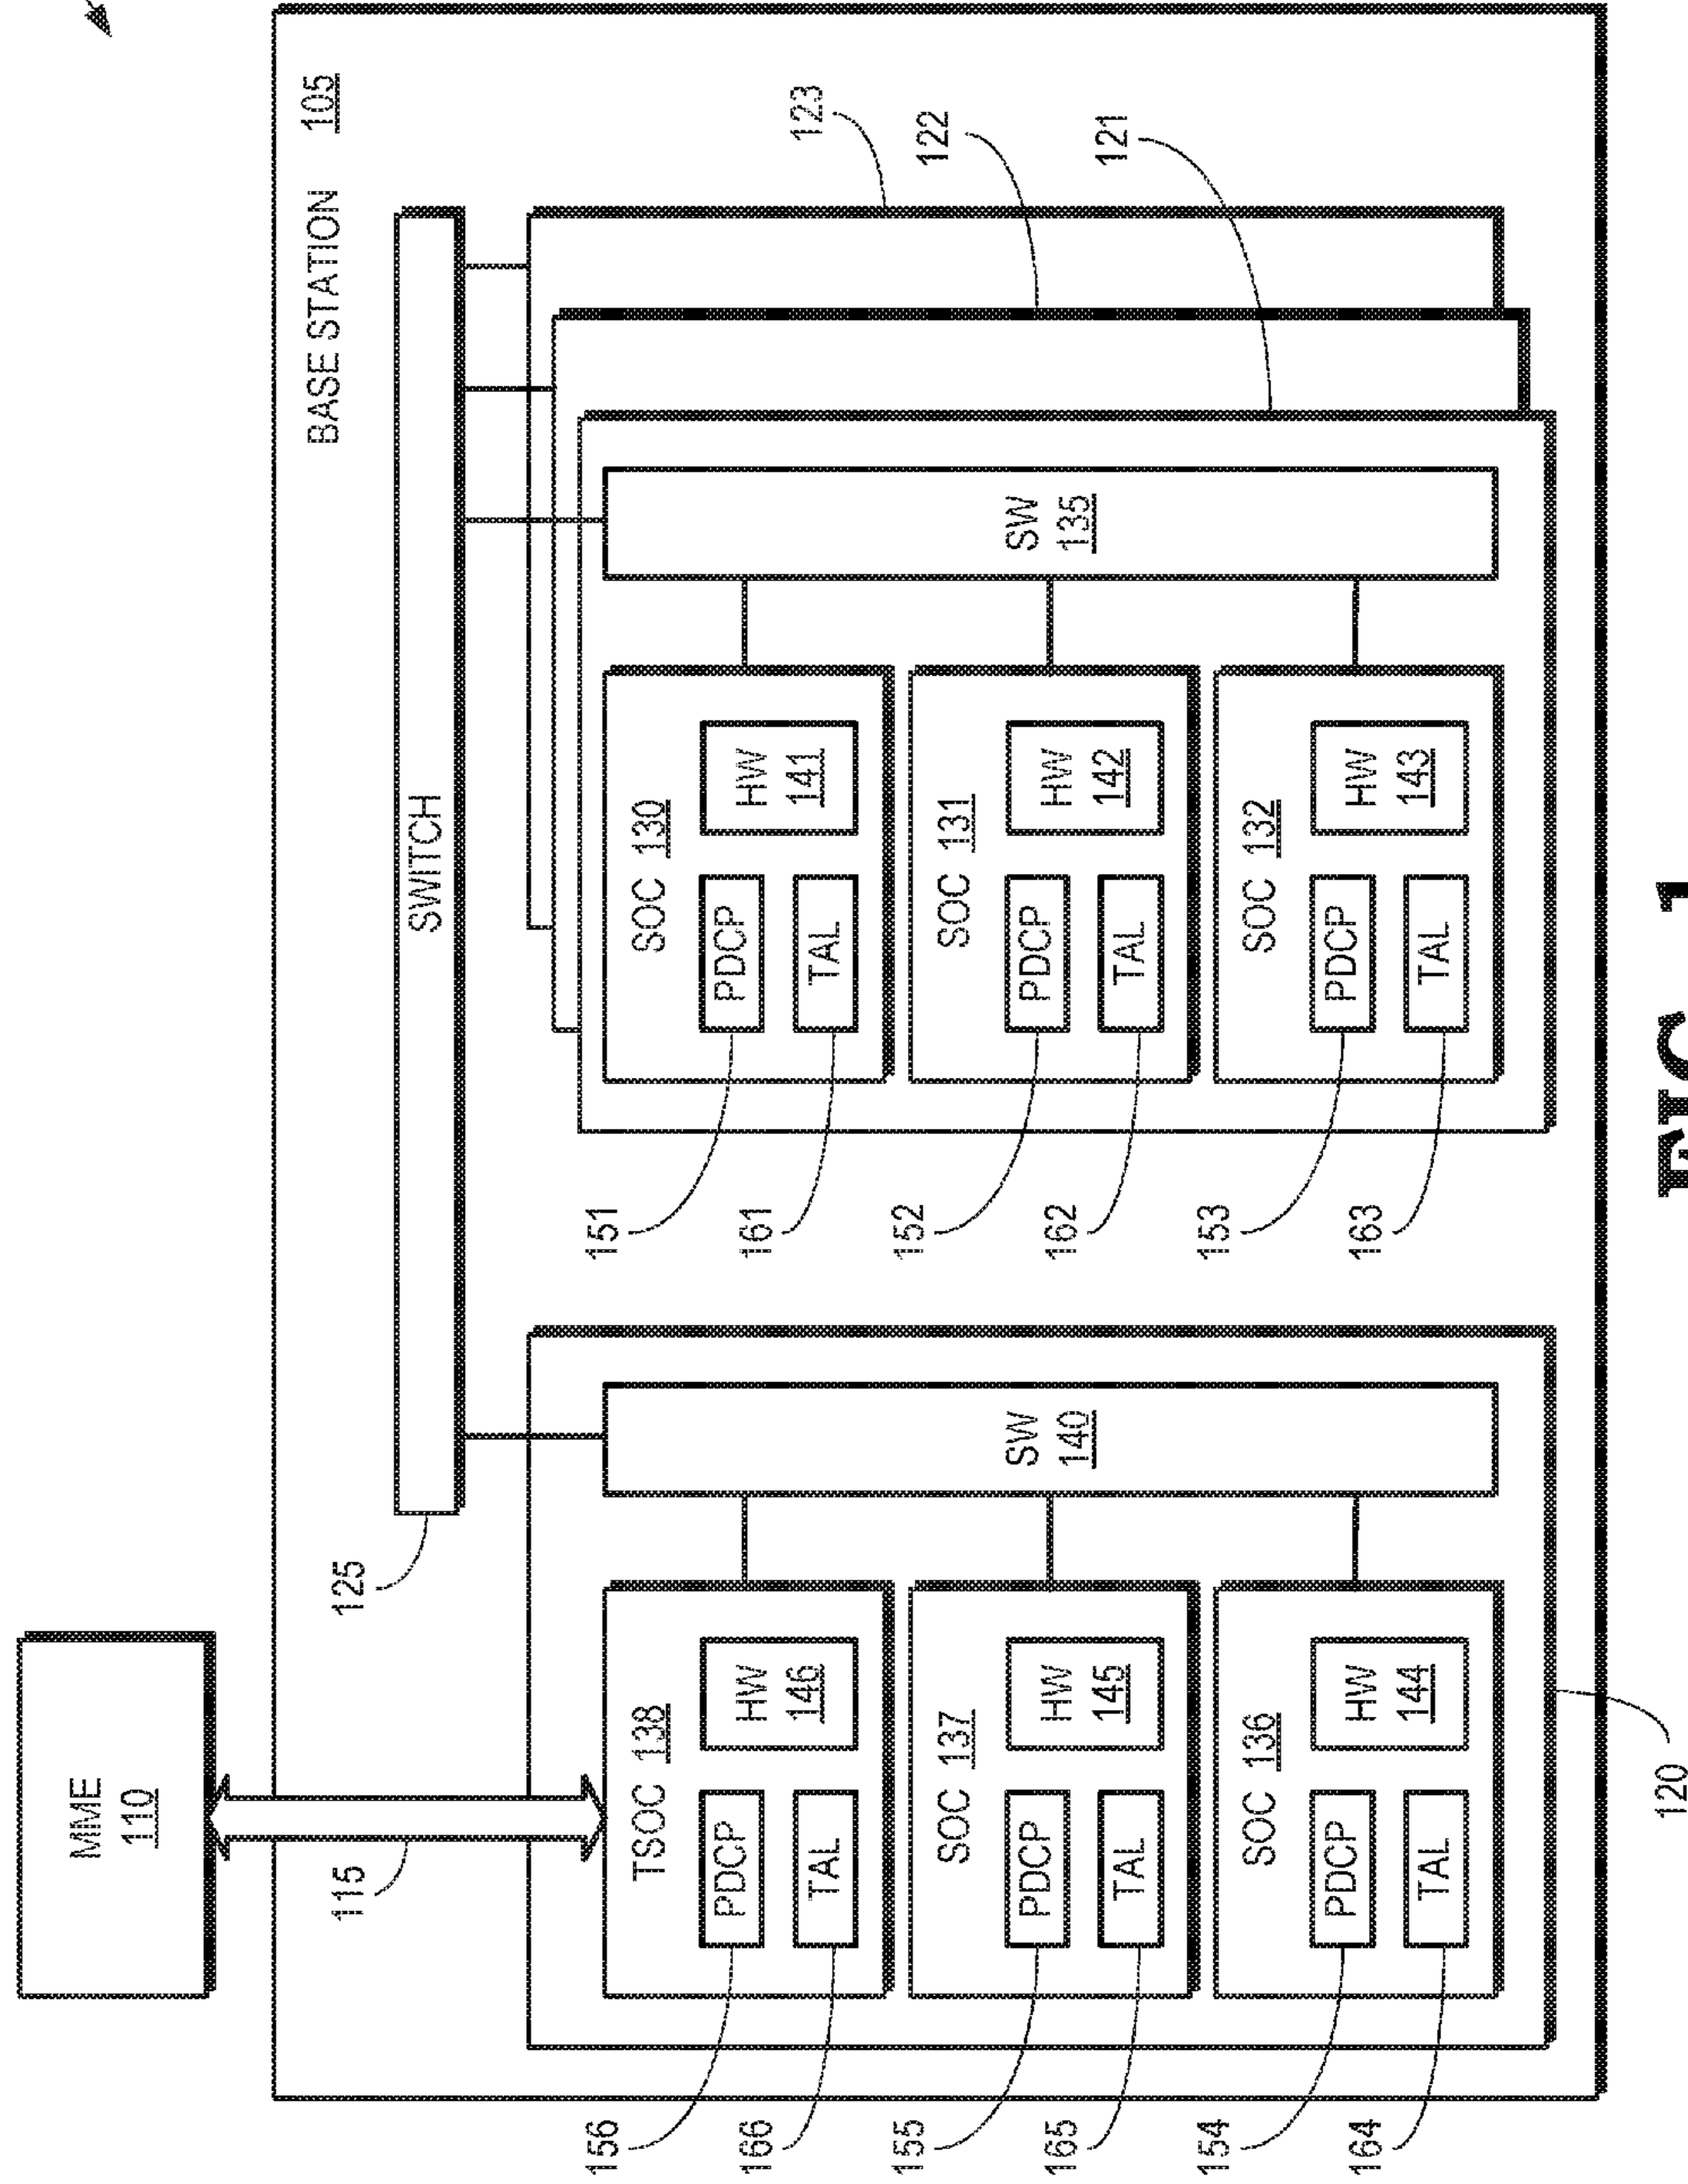 MME
110
BASE STATION 105
115
125
SWITCH
156
151
TSOC 138
SOC 130
PDCP
HW
146
PDCP
HW
141
166
161
123
TAL
TAL
155
152
122
SOC 137
SOC 131
SW
140
SW
135
PDCP
HW
145
PDCP
HW
142
165
162
121
TAL
TAL
154
153
SOC 136
SOC 132
PDCP
HW
144
PDCP
HW
143
164
163
TAL
TAL
120
FIG. 1